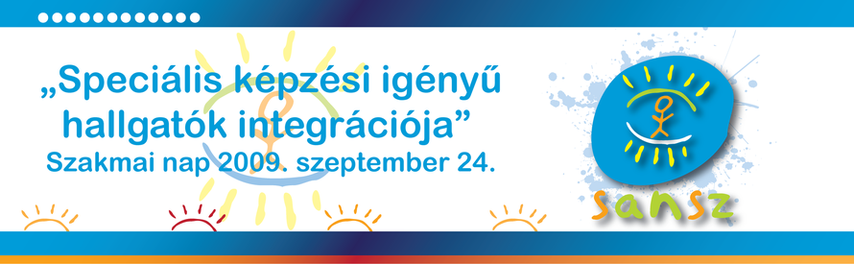 „Speciális képzési igényű
hallgatók integrációja”
Szakmai nap 2009. szeptember 24.
sansz